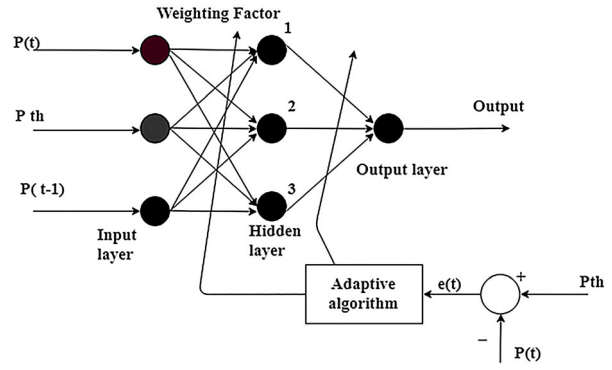 Weighting Factor
P(t)
1
P th
2
Output
Output layer
P( t-1)
3
Input
layer
Hidden
layer
Adaptive
algorithm
e(t)
+
Pth
−
P(t)